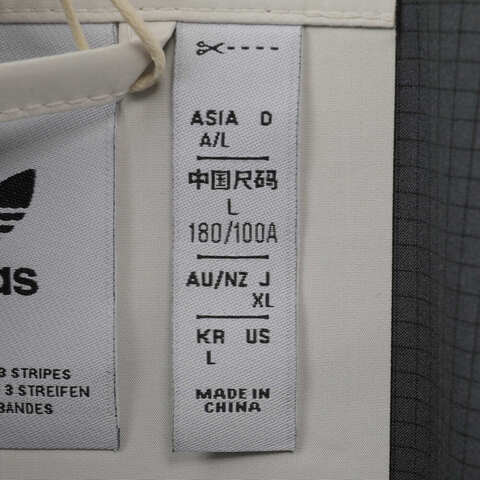 ASIA D
A/L
中国尺码
L
180/100A
AU/NZ J
XL
KR US
L
MADE IN
CHINA
as
3 STRIPES
3 STREIFEN
BANDES